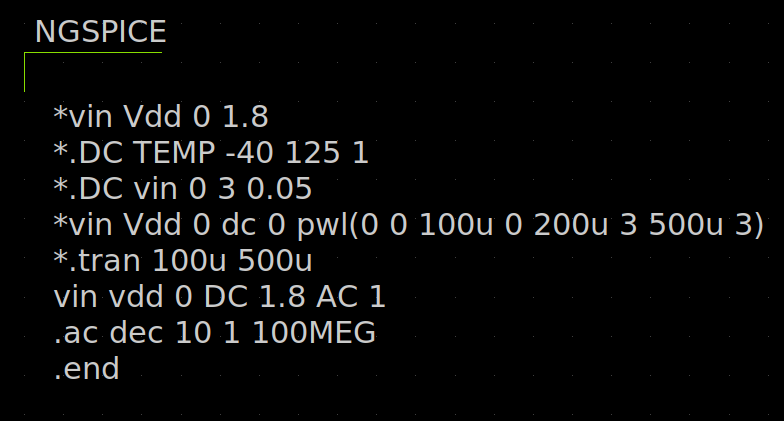 NGSPICE
*vin Vdd 0 1.8
*.DC TEMP -40 125 1
*.DC vin 0 3 0.05
*vin Vdd 0 dc 0 pwl(0 0 100u 0 200u 3 500u 3)
*.tran 100u 500u
vin vdd 0 DC 1.8 AC 1
.ac dec 10 1 100MEG
.end